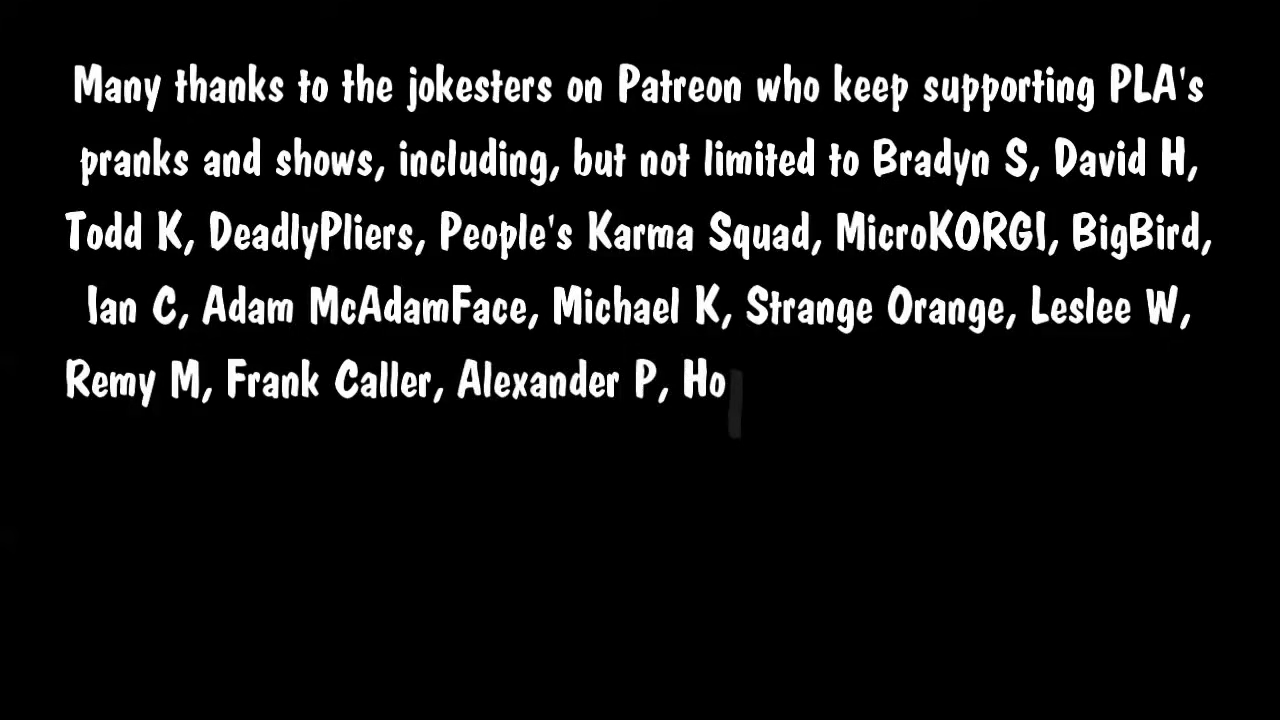 Many thanks to the jokesters on Patreon who keep supporting PLA's
pranks and shows, including, but not limited to Bradyn S, David H,
Todd K, DeadlyPliers, People's Karma Squad, MicroKORGI, BigBird,
Ian C, Adam McAdamFace, Michael K, Strange Orange, Leslee W,
Remy M, Frank Caller, Alexander P, Ho